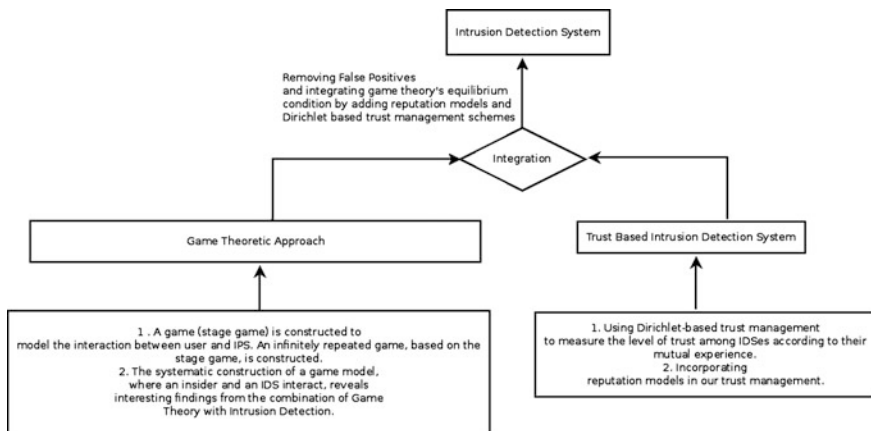 Intrusion Detection System
Removing False Positives
and integrating game theory's equilibrium
condition by adding reputation models and
Dirichlet based trust management schemes
Integration
Game Theoretic Approach
Trust Based Intrusion Detection System
1 . A game (stage game) is constructed to
model the interaction between user and IPS. An infinitely repeated game, based on the
stage game, is constructed.
2. The systematic construction of a game model,
where an insider and an IDS interact, reveals
interesting findings from the combination of Game
Theory with Intrusion Detection.
1. Using Dirichlet-based trust management
to measure the level of trust among IDSes according to their
mutual experience.
2. Incorporating
reputation models in our trust management.